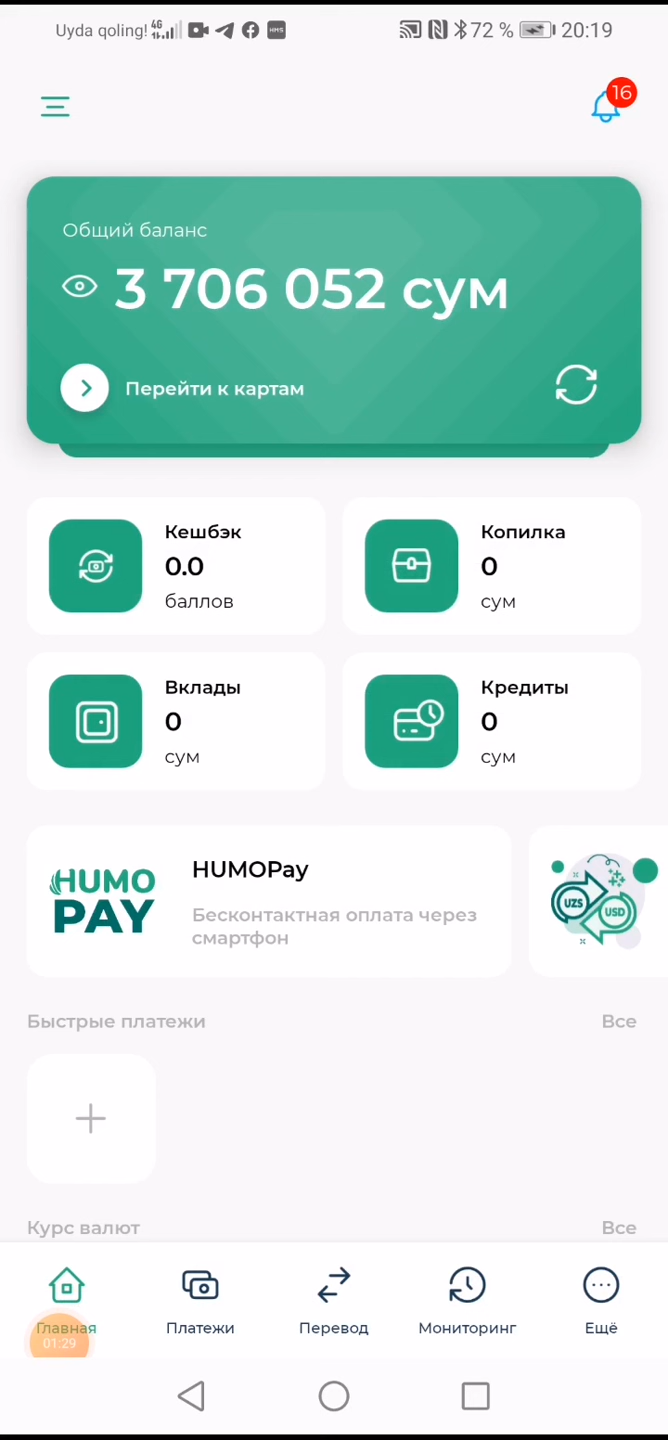 Uyda qoling! 4G HMS 72 % 20:19
16
Общий баланс
3 706 052 сум
Перейти к картам
Кешбэк
0.0
баллов
Копилка
0
сум
Вклады
0
сум
Кредиты
0
сум
HUMO
PAY
HUMOPay
Бесконтактная оплата через
смартфон
UZS
USD
Быстрые платежи
Все
Курс валют
Все
Главная
Платежи
Перевод
Мониторинг
Ещё
01:29